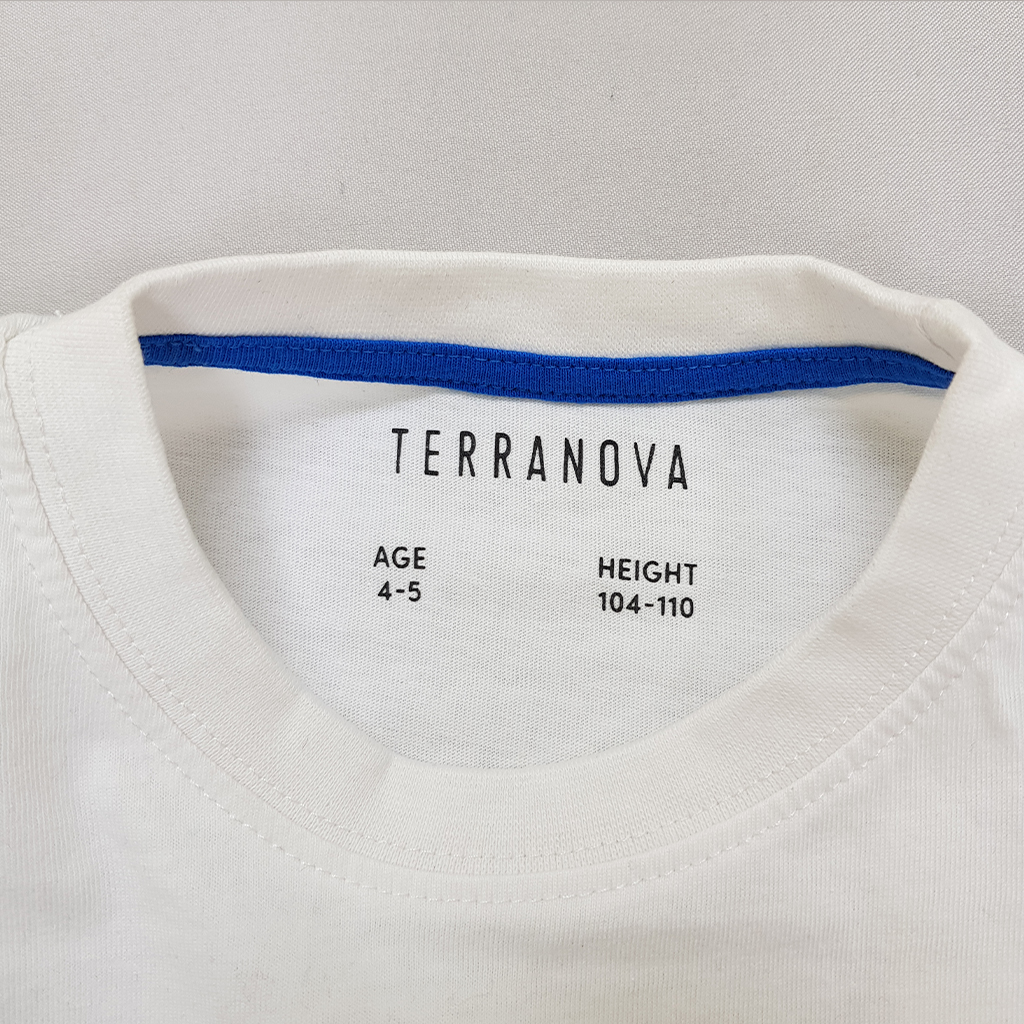 TERRANOVA
AGE HEIGHT
4-5 104-110